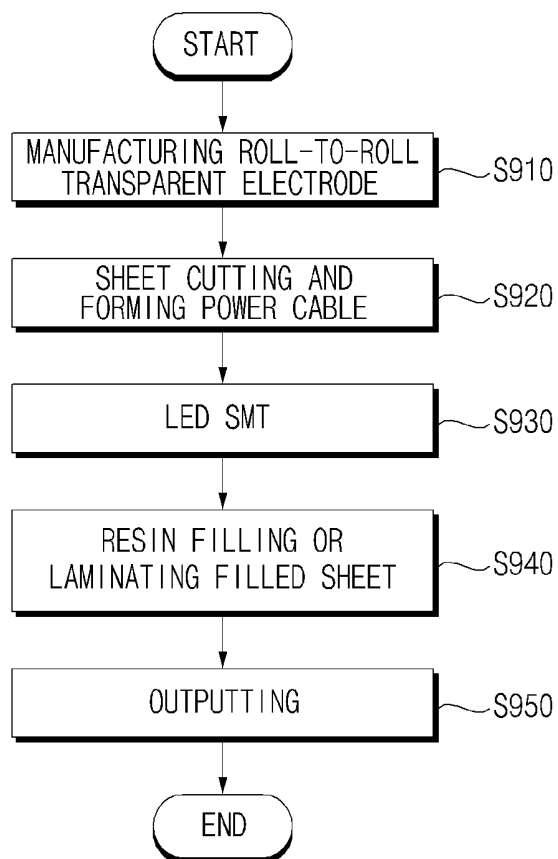 START
MANUFACTURING ROLL-TO-ROLL
TRANSPARENT ELECTRODE
S910
SHEET CUTTING AND
FORMING POWER CABLE
S920
LED SMT
S930
RESIN FILLING OR
LAMINATING FILLED SHEET
S940
OUTPUTTING
S950
END